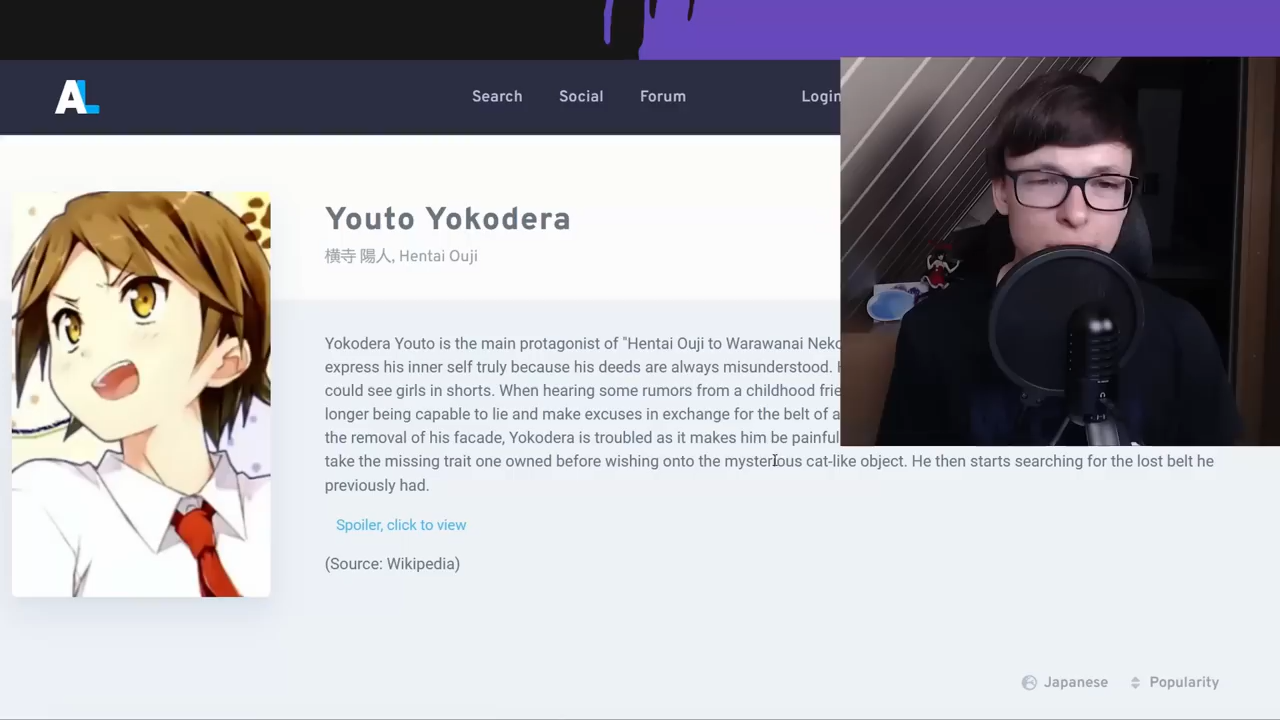 AL
Search Social Forum Login
Youto Yokodera
横寺 陽人, Hentai Ouji
Yokodera Youto is the main protagonist of "Hentai Ouji to Warawanai Neko
express his inner self truly because his deeds are always misunderstood.
could see girls in shorts. When hearing some rumors from a childhood frie
longer being capable to lie and make excuses in exchange for the belt of a
the removal of his facade, Yokodera is troubled as it makes him be painful
take the missing trait one owned before wishing onto the mysterious cat-like object. He then starts searching for the lost belt he
previously had.
Spoiler, click to view
(Source: Wikipedia)
Japanese Popularity